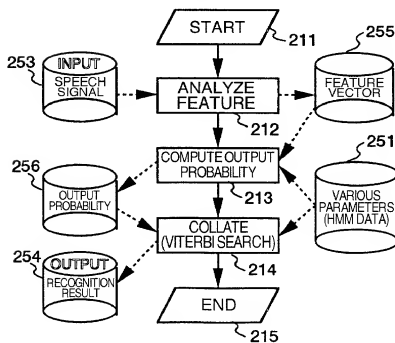 START
211
253
INPUT
SPEECH
SIGNAL
ANALYZE
FEATURE
212
255
FEATURE
VECTOR
256
OUTPUT
PROBABILITY
COMPUTE OUTPUT
PROBABILITY
213
251
VARIOUS
PARAMETERS
(HMM DATA)
254
OUTPUT
RECOGNITION
RESULT
COLLATE
(VITERBI SEARCH)
214
END
215